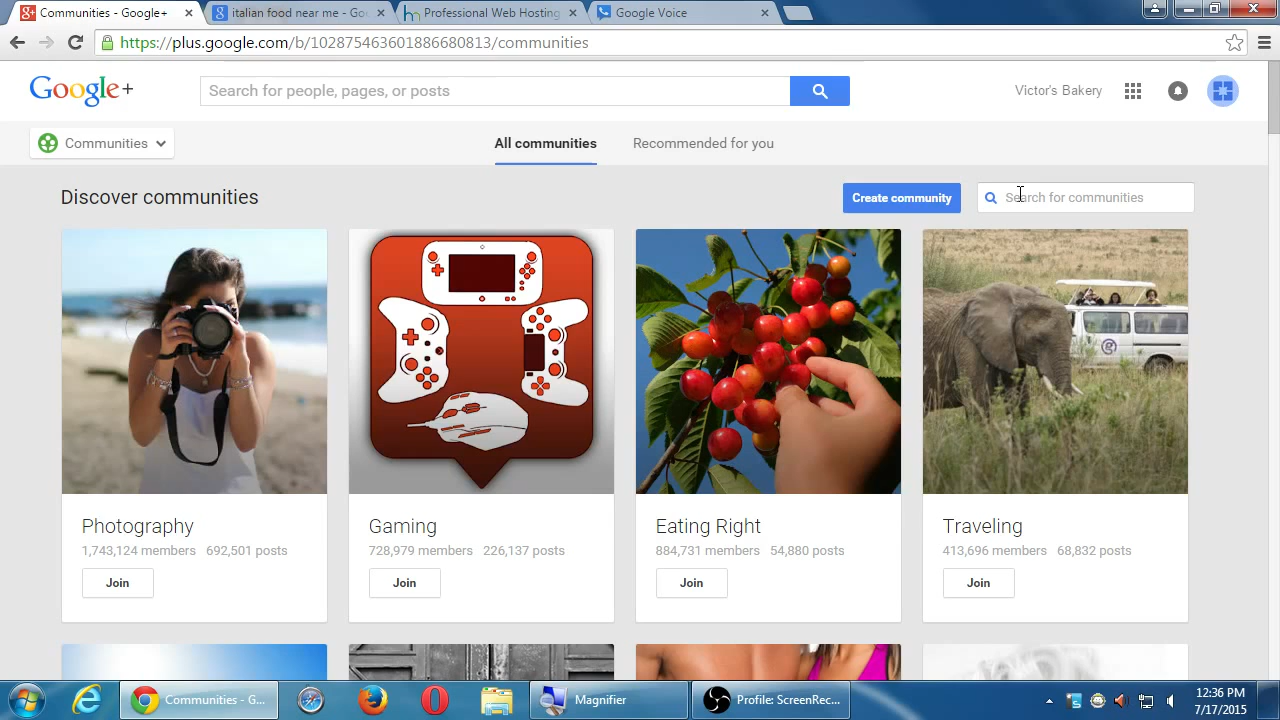 Communities - Google+
italian food near me - Goo
Professional Web Hosting
Google Voice
https://plus.google.com/b/102875463601886680813/communities
Google+
Search for people, pages, or posts
Victor's Bakery
Communities
All communities
Recommended for you
Discover communities
Create community
Search for communities
Photography
1,743,124 members 692,501 posts
Join
Gaming
728,979 members 226,137 posts
Join
Eating Right
884,731 members 54,880 posts
Join
Traveling
413,696 members 68,832 posts
Join
Communities - G...
Magnifier
Profile: ScreenRec...
12:36 PM
7/17/2015